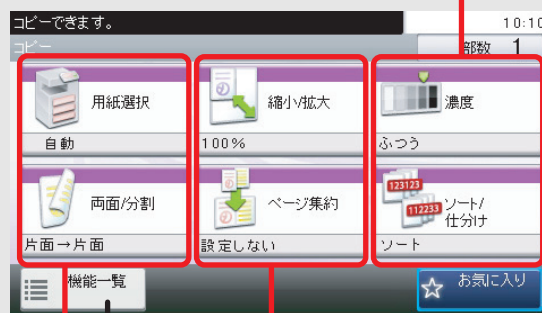 コピーできます。
10:10
コピー
部数 1
用紙選択
自動
縮小/拡大
100%
濃度
ふつう
両面/分割
片面→片面
ページ集約
設定しない
123123
112233
ソート/
仕分け
ソート
機能一覧
お気に入り